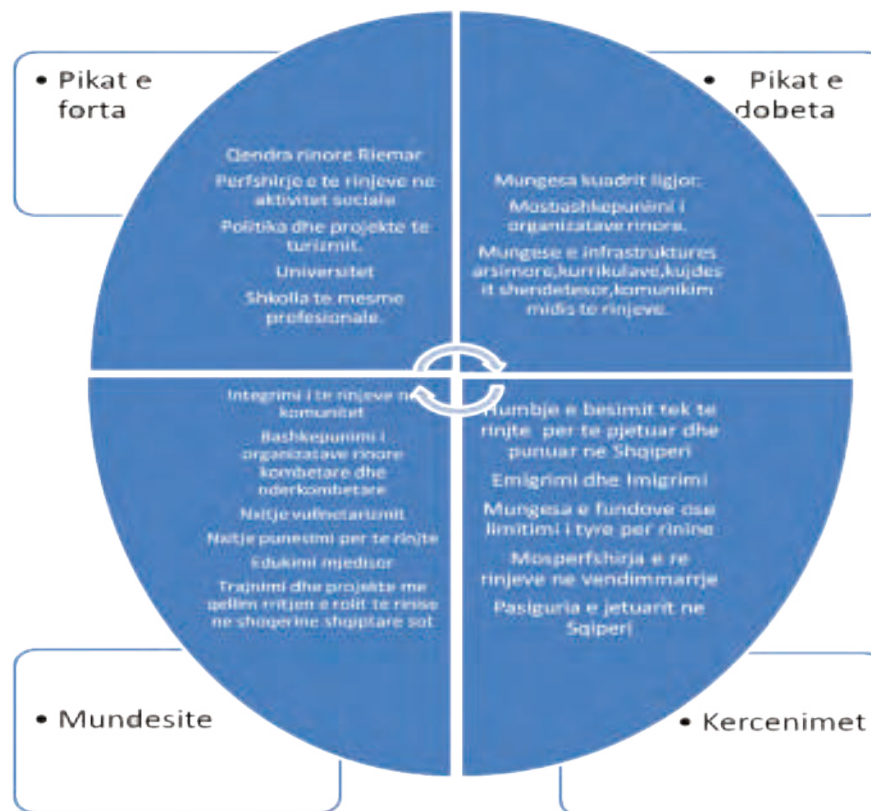 • Pikat e
forta
Qendra rinore Riemar
Perfshirje e te rinjeve ne
aktivitet sociale
Politika dhe projekte te
turizmit.
Universitet
Shkolla te mesme
profesionale.
• Pikat e
dobeta
Mungesa kuadrit ligjor.
Mosbashkepunimi i
organizatave rinore.
Mungese e infrastruktures
arsimore,kurrikulave,kujdes
it shendetesor,komunikim
midis te rinjeve.
Integrimi i te rinjeve ne
komunitet
Bashkepunimi i
organizatave rinore
kombetare dhe
nderkombetare
Nxitje vullnetarizmit
Nxitje punesimi per te rinjte
Edukimi mjedisor
Trajnimi dhe projekte me
qellim rritjen e rolit te rinise
ne shoqerine shqiptare sot
• Mundesite
Humbje e besimit tek te
rinjte per te pjetuar dhe
punuar ne Shqiperi
Emigrimi dhe Imigrimi
Mungesa e fundove ose
limitimi i tyre per rinine
Mosperfshirja e re
rinjeve ne vendimmarrje
Pasiguria e jetuarit ne
Sqiperi
• Kercenimet